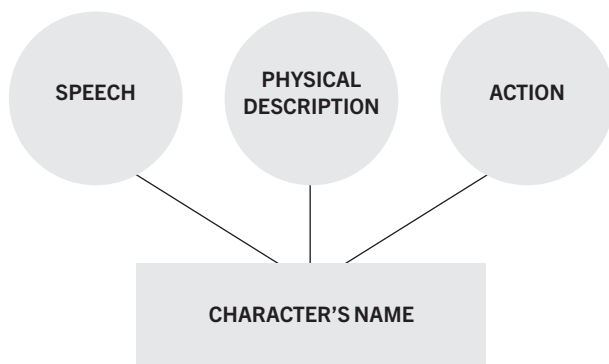 SPEECH
PHYSICAL
DESCRIPTION
ACTION
CHARACTER'S NAME